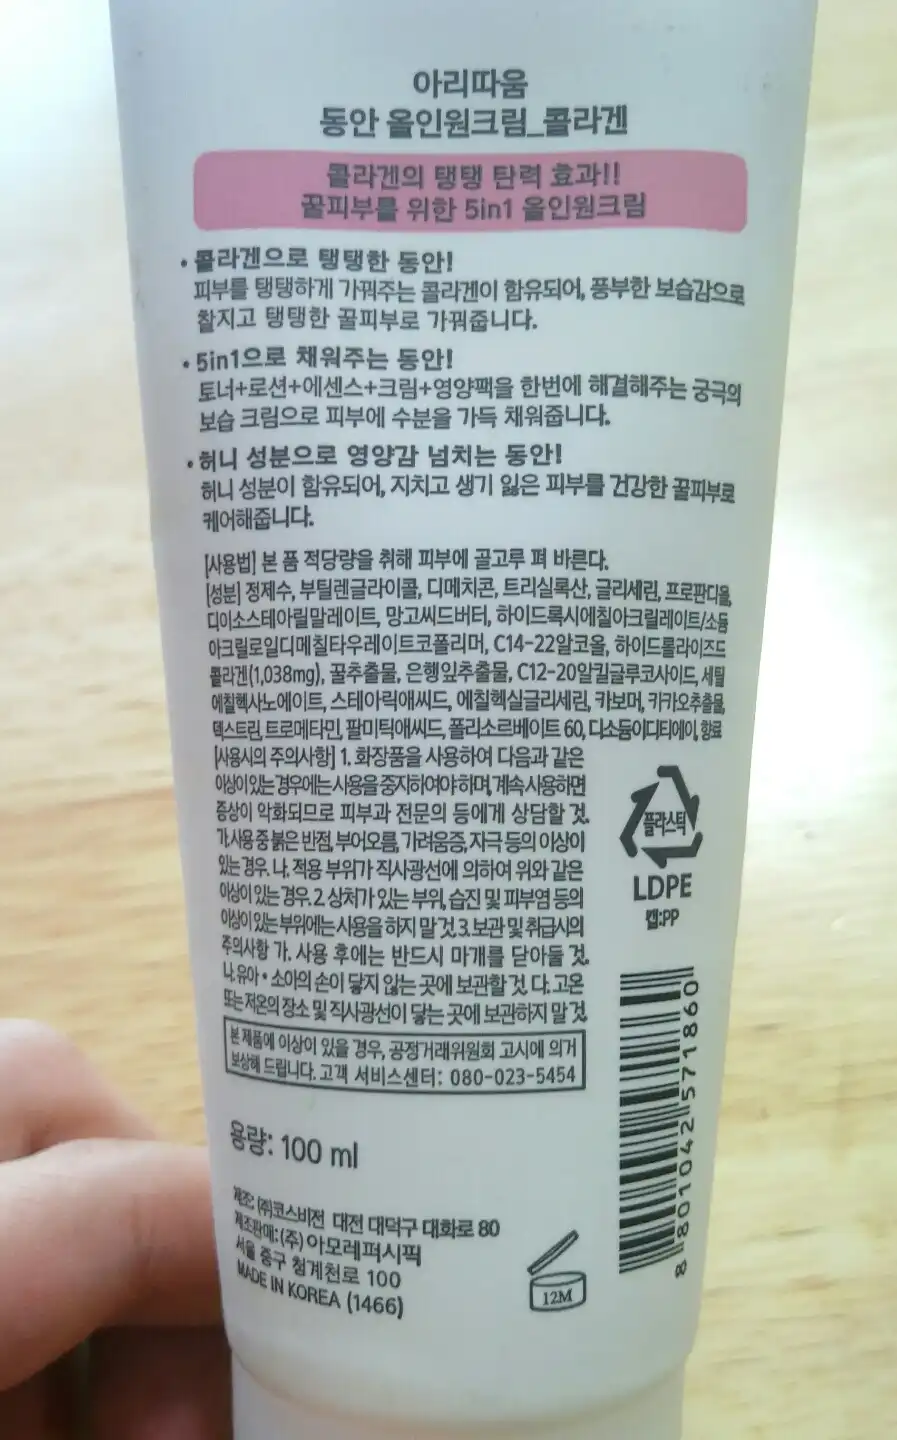 아리따움
동안 올인원크림_콜라겐
콜라겐의 탱탱 탄력 효과!!
꿀피부를 위한 5in1 올인원크림
• 콜라겐으로 탱탱한 동안!
피부를 탱탱하게 가꿔주는 콜라겐이 함유되어, 풍부한 보습감으로
찰지고 탱탱한 꿀피부로 가꿔줍니다.
• 5in1으로 채워주는 동안!
토너+로션+에센스+크림+영양팩을 한번에 해결해주는 궁극의
보습 크림으로 피부에 수분을 가득 채워줍니다.
• 허니 성분으로 영양감 넘치는 동안!
허니 성분이 함유되어, 지치고 생기 잃은 피부를 건강한 꿀피부로
케어해줍니다.
[사용법] 본 품 적당량을 취해 피부에 골고루 펴 바른다.
[성분] 정제수, 부틸렌글라이콜, 디메치콘, 트리실록산, 글리세린, 프로판디올,
디이소스테아릴말레이트, 망고씨드버터, 하이드록시에칠아크릴레이트/소듐
아크릴로일디메칠타우레이트코폴리머, C14-22알코올, 하이드롤라이즈드
콜라겐(1,038mg), 꿀추출물, 은행잎추출물, C12-20알킬글루코사이드, 세틸
에칠헥사노에이트, 스테아릭애씨드, 에칠헥실글리세린, 카보머, 카카오추출물,
덱스트린, 트로메타민, 팔미틱애씨드, 폴리소르베이트 60, 디소듐이디티에이, 향료
[사용시의 주의사항] 1. 화장품을 사용하여 다음과 같은
이상이 있는 경우에는 사용을 중지하여야 하며, 계속 사용하면
증상이 악화되므로 피부과 전문의 등에게 상담할 것.
가.사용 중 붉은 반점, 부어오름, 가려움증, 자극 등의 이상이
있는 경우. 나. 적용 부위가 직사광선에 의하여 위와 같은
이상이 있는 경우. 2. 상처가 있는 부위, 습진 및 피부염 등의
이상이 있는 부위에는 사용을 하지 말 것. 3. 보관 및 취급시의
주의사항 가. 사용 후에는 반드시 마개를 닫아둘 것.
나.유아•소아의 손이 닿지 않는 곳에 보관할 것. 다. 고온
또는 저온의 장소 및 직사광선이 닿는 곳에 보관하지 말 것.
플라스틱
LDPE
캡:PP
본 제품에 이상이 있을 경우, 공정거래위원회 고시에 의거
보상해 드립니다. 고객 서비스센터: 080-023-5454
8 801042 571860
용량: 100 ml
제조: (주)코스비전 대전 대덕구 대화로 80
제조판매:(주)아모레퍼시픽
서울 중구 청계천로 100
MADE IN KOREA (1466)
12M